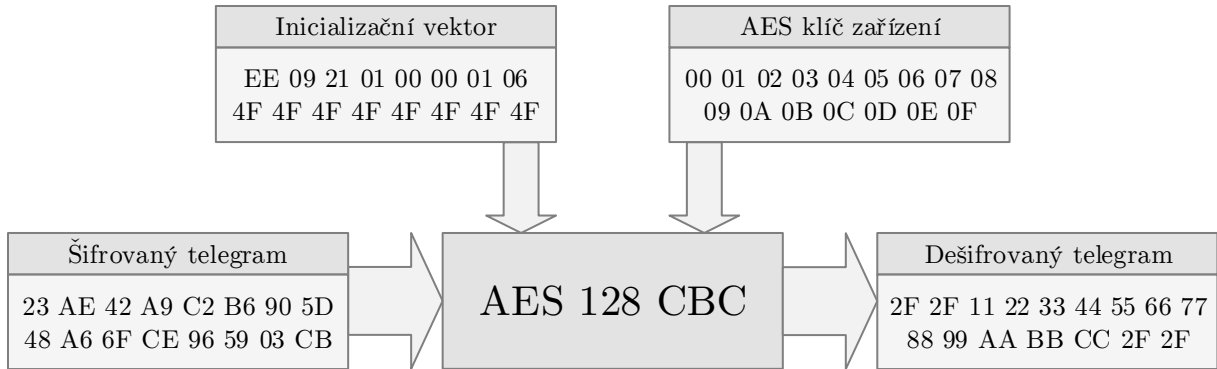 Inicializační vektor
EE 09 21 01 00 00 01 06
4F 4F 4F 4F 4F 4F 4F 4F
AES klíč zařízení
00 01 02 03 04 05 06 07 08
09 0A 0B 0C 0D 0E 0F
Šifrovaný telegram
23 AE 42 A9 C2 B6 90 5D
48 A6 6F CE 96 59 03 CB
AES 128 CBC
Dešifrovaný telegram
2F 2F 11 22 33 44 55 66 77
88 99 AA BB CC 2F 2F